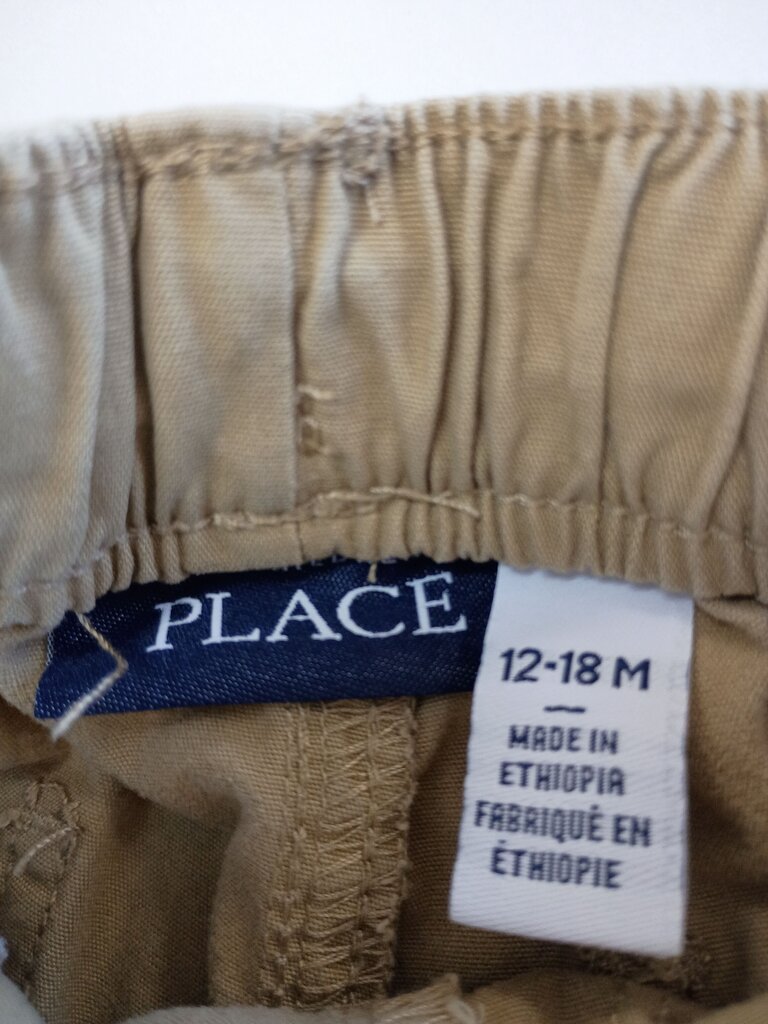 PLACE
12-18 M
MADE IN
ETHIOPIA
FABRIQUÉ EN
ÉTHIOPIE